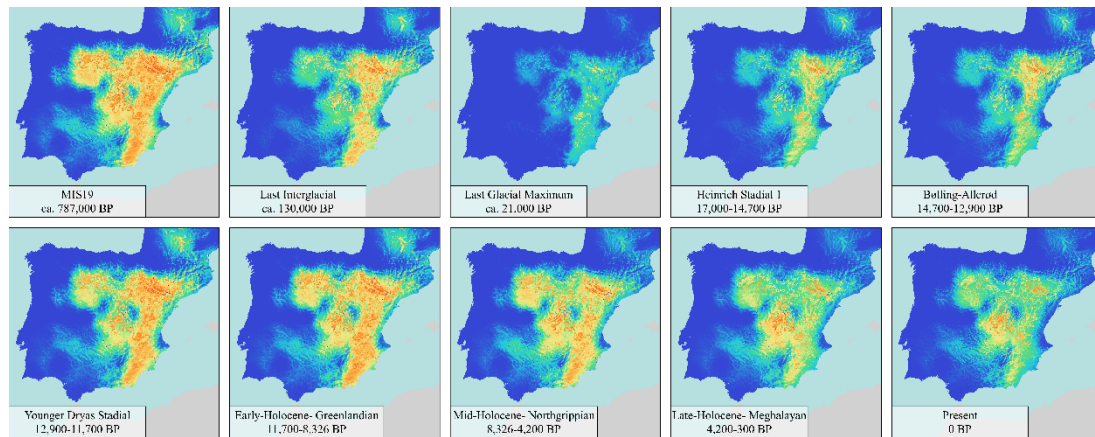 MIS19
ca. 787,000 BP
Last Interglacial
ca. 130,000 BP
Last Glacial Maximum
ca. 21,000 BP
Heinrich Stadial 1
17,000-14,700 BP
Bølling-Allerød
14,700-12,900 BP
Younger Dryas Stadial
12,900-11,700 BP
Early-Holocene- Greenlandian
11,700-8,326 BP
Mid-Holocene- Northgrippian
8,326-4,200 BP
Late-Holocene- Meghalayan
4,200-300 BP
Present
0 BP